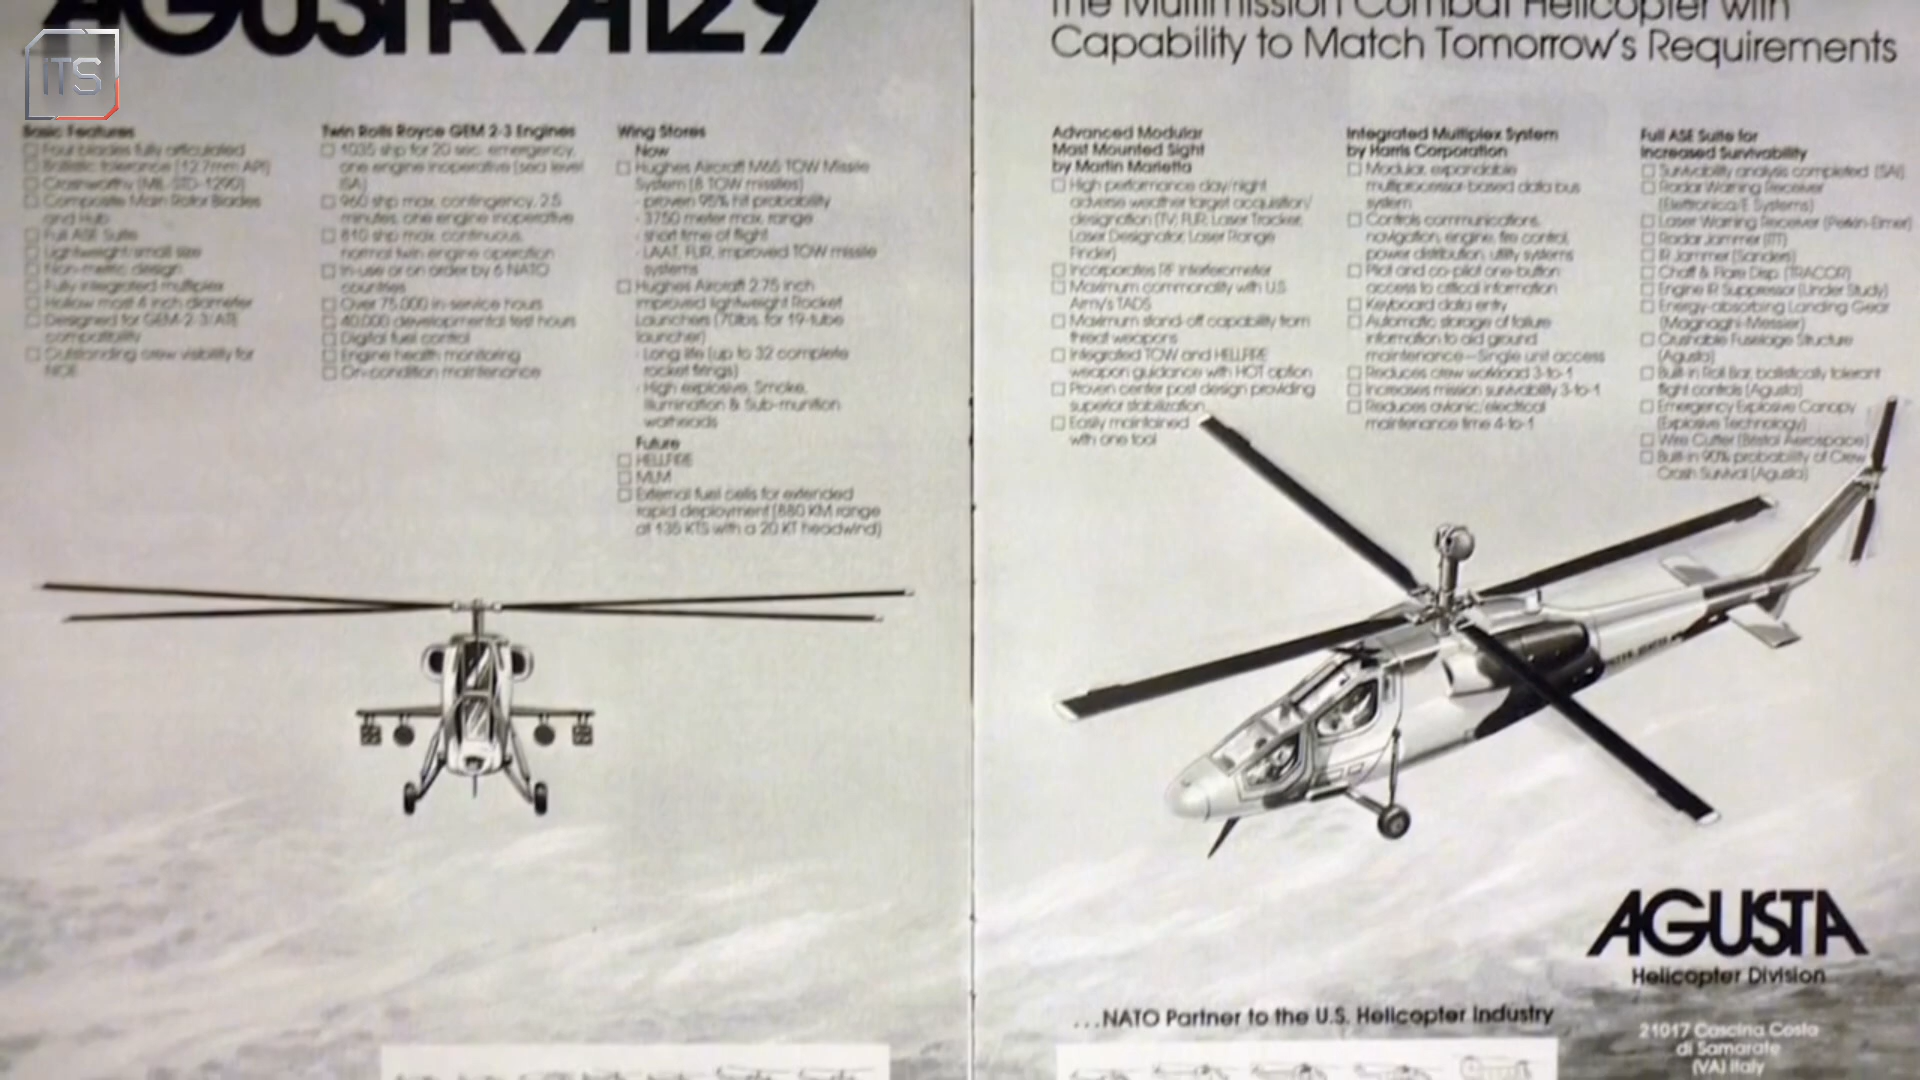 AGUSTA A129
The Multimission Combat Helicopter with
Capability to Match Tomorrow's Requirements
iTS
Basic Features
Four blades fully articulated
Ballistic tolerance (12.7mm API)
Crashworthy (MIL-STD-1290)
Composite Main Rotor Blades
and Hub
Full ASE Suite
Lightweight/small size
Non-metric design
Fully integrated multiplex
Hollow mast 4 inch diameter
Designed for GEM-2-3/ATE
compatibility
Outstanding crew visibility for
NOE
Twin Rolls Royce GEM 2-3 Engines
1035 shp for 20 sec. emergency,
one engine inoperative (sea level
ISA)
960 shp max. contingency, 2.5
minutes, one engine inoperative
810 shp max. continuous,
normal twin engine operation
In-use or on order by 6 NATO
countries
Over 75,000 in-service hours
40,000 developmental test hours
Digital fuel control
Engine health monitoring
On-condition maintenance
Wing Stores
Now
Hughes Aircraft M65 TOW Missile
System (8 TOW missiles)
- proven 95% hit probability
- 3750 meter max. range
- short time of flight
- LAAT, FLIR, improved TOW missile
systems
Hughes Aircraft 2.75 inch
improved lightweight Rocket
Launchers (70lbs. for 19-tube
launcher)
- Long life (up to 32 complete
rocket firings)
- High explosive, Smoke,
Illumination & Sub-munition
warheads
Future
HELLFIRE
MLM
External fuel cells for extended
rapid deployment (880 KM range
at 135 KTS with a 20 KT headwind)
Advanced Modular
Mast Mounted Sight
by Martin Marietta
High performance day/night
adverse weather target acquisition/
designation (TV, FLIR, Laser Tracker,
Laser Designator, Laser Range
Finder)
Incorporates RF Interferometer
Maximum commonality with U.S.
Army's TADS
Maximum stand-off capability from
threat weapons
Integrated TOW and HELLFIRE
weapon guidance with HOT option
Proven center post design providing
superior stabilization
Easily maintained
with one tool
Integrated Multiplex System
by Harris Corporation
Modular, expandable
multiprocessor-based data bus
system
Controls communications,
navigation, engine, fire control,
power distribution, utility systems
Pilot and co-pilot one-button
access to critical information
Keyboard data entry
Automatic storage of failure
information to aid ground
maintenance—Single unit access
Reduces crew workload 3-to-1
Increases mission survivability 3-to-1
Reduces avionic/electrical
maintenance time 4-to-1
Full ASE Suite for
Increased Survivability
Survivability analysis completed (SAI)
Radar Warning Receiver
(Elettronica/E Systems)
Laser Warning Receiver (Perkin-Elmer)
Radar Jammer (ITT)
IR Jammer (Sanders)
Chaff & Flare Disp. (TRACOR)
Engine IR Suppressor (Under Study)
Energy-absorbing Landing Gear
(Magnaghi-Messier)
Crushable Fuselage Structure
(Agusta)
Built-in Roll Bar, ballistically tolerant
flight controls (Agusta)
Emergency Explosive Canopy
(Explosive Technology)
Wire Cutter (Bristol Aerospace)
Built-in 90% probability of Crew
Crash Survival (Agusta)
AGUSTA
Helicopter Division
...NATO Partner to the U.S. Helicopter Industry
21017 Cascina Costa
di Samarate
(VA) Italy